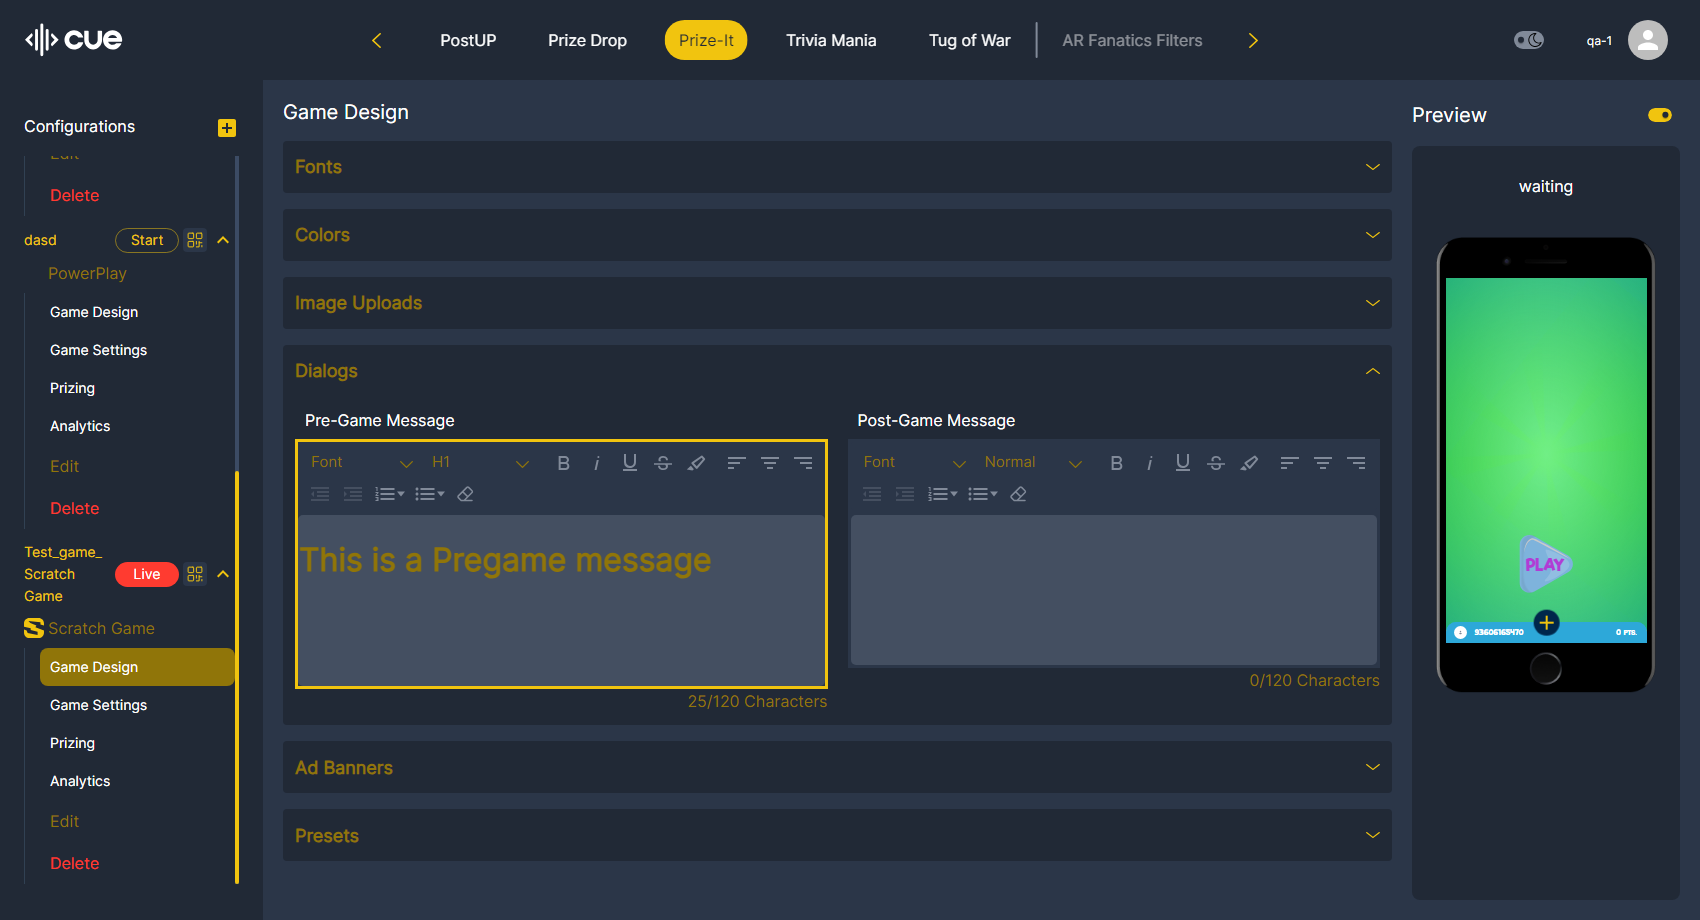 cue
PostUP
Prize Drop
Prize-It
Trivia Mania
Tug of War
AR Fanatics Filters
qa-1
Configurations
Edit
Delete
dasd
Start
PowerPlay
Game Design
Game Settings
Prizing
Analytics
Edit
Delete
Test_game_
Scratch
Game
Live
Scratch Game
Game Design
Game Settings
Prizing
Analytics
Edit
Delete
Game Design
Fonts
Colors
Image Uploads
Dialogs
Pre-Game Message
Font
H1
B
i
U
S
This is a Pregame message
25/120 Characters
Post-Game Message
Font
Normal
B
i
U
S
0/120 Characters
Ad Banners
Presets
Preview
waiting
PLAY
93606165470
0 PTS.